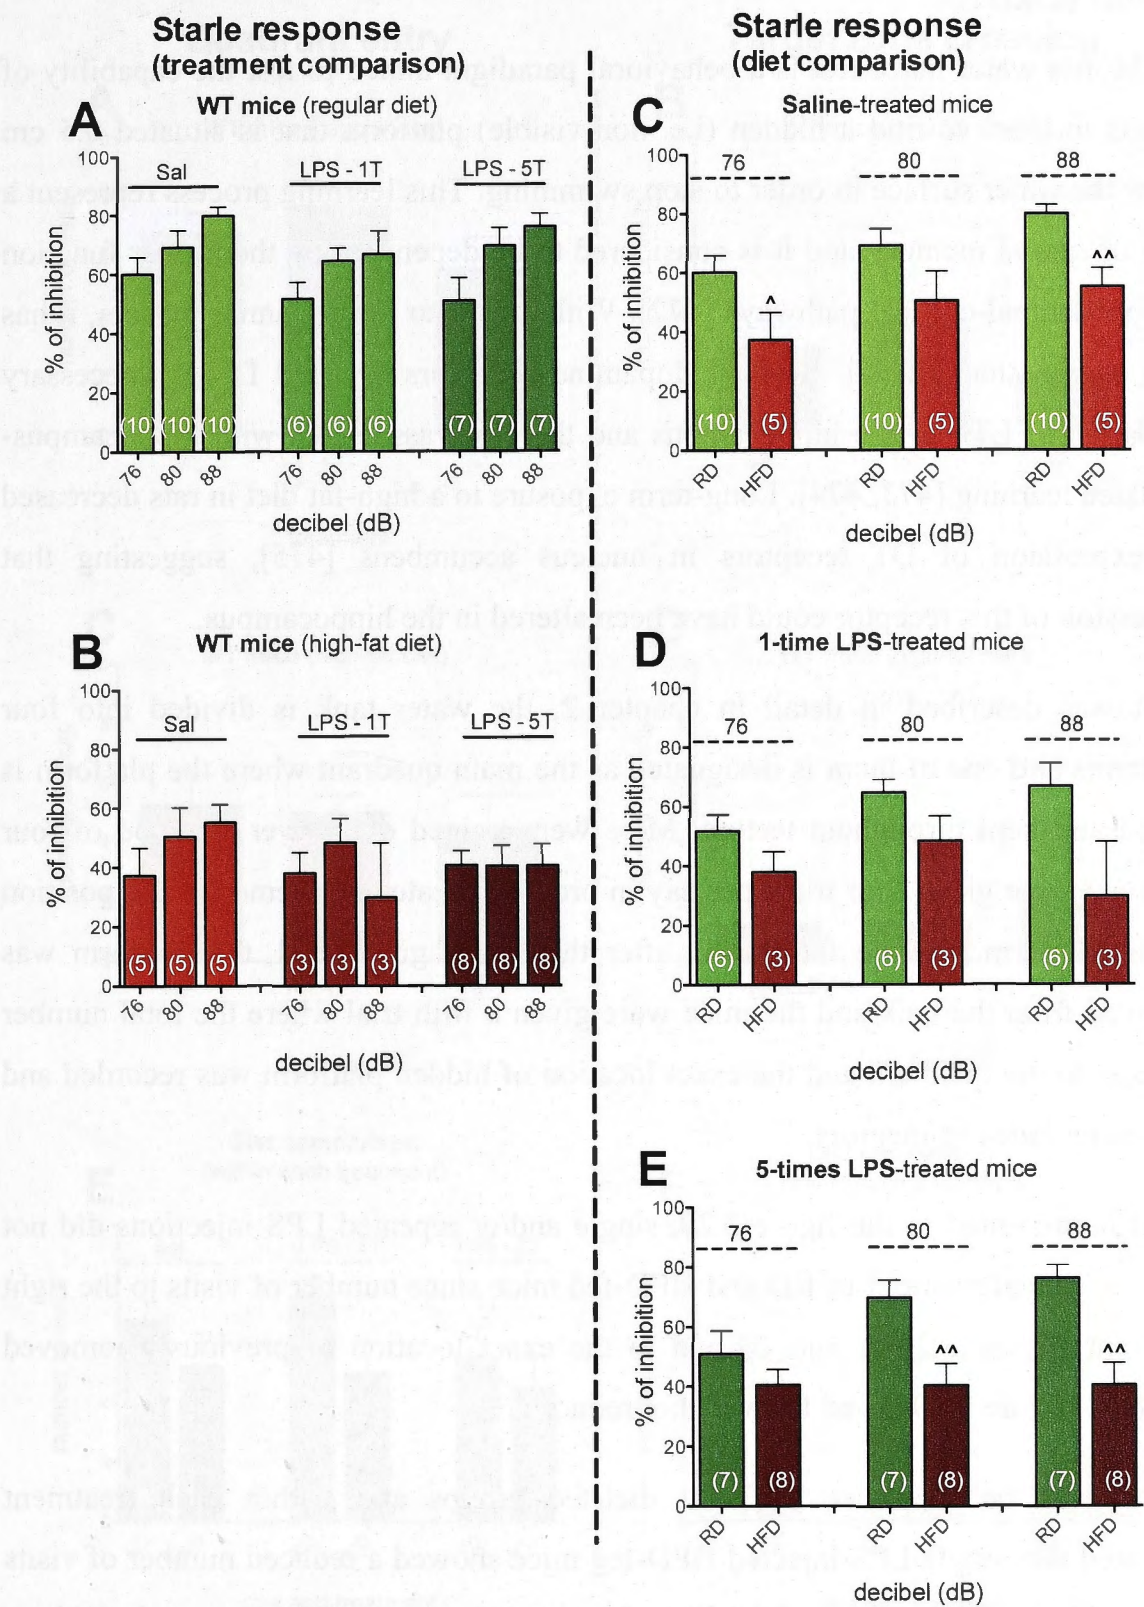 Starle response
(treatment comparison)
A
WT mice (regular diet)
% of inhibition
100
80
60
40
20
0
Sal
LPS - 1T
LPS - 5T
(10) (10) (10) (6) (6) (6) (7) (7) (7)
76 80 88 76 80 88 76 80 88
decibel (dB)
B
WT mice (high-fat diet)
% of inhibition
100
80
60
40
20
0
Sal
LPS - 1T
LPS - 5T
(5) (5) (5) (3) (3) (3) (8) (8) (8)
76 80 88 76 80 88 76 80 88
decibel (dB)
Starle response
(diet comparison)
C
Saline-treated mice
% of inhibition
100
80
60
40
20
0
76 80 88
^ ^^
(10) (5) (10) (5) (10) (5)
RD HFD RD HFD RD HFD
decibel (dB)
D
1-time LPS-treated mice
% of inhibition
100
80
60
40
20
0
76 80 88
(6) (3) (6) (3) (6) (3)
RD HFD RD HFD RD HFD
decibel (dB)
E
5-times LPS-treated mice
% of inhibition
100
80
60
40
20
0
76 80 88
^^ ^^
(7) (8) (7) (8) (7) (8)
RD HFD RD HFD RD HFD
decibel (dB)